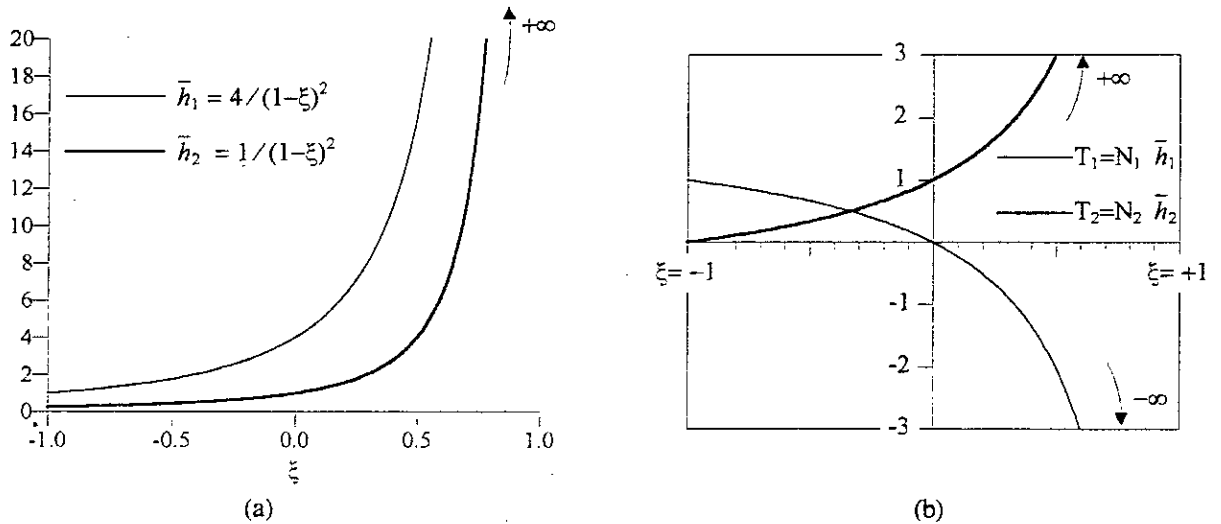 +∞
20
18
16
14
12
10
8
6
4
2
0
h̄₁ = 4/(1–ξ)²
h̄₂ = 1/(1–ξ)²
-1.0 -0.5 0.0 0.5 1.0
ξ
(a)
3
2
1
-1
-2
-3
+∞
T₁=N₁ h̄₁
T₂=N₂ h̄₂
ξ= –1
ξ= +1
–∞
(b)